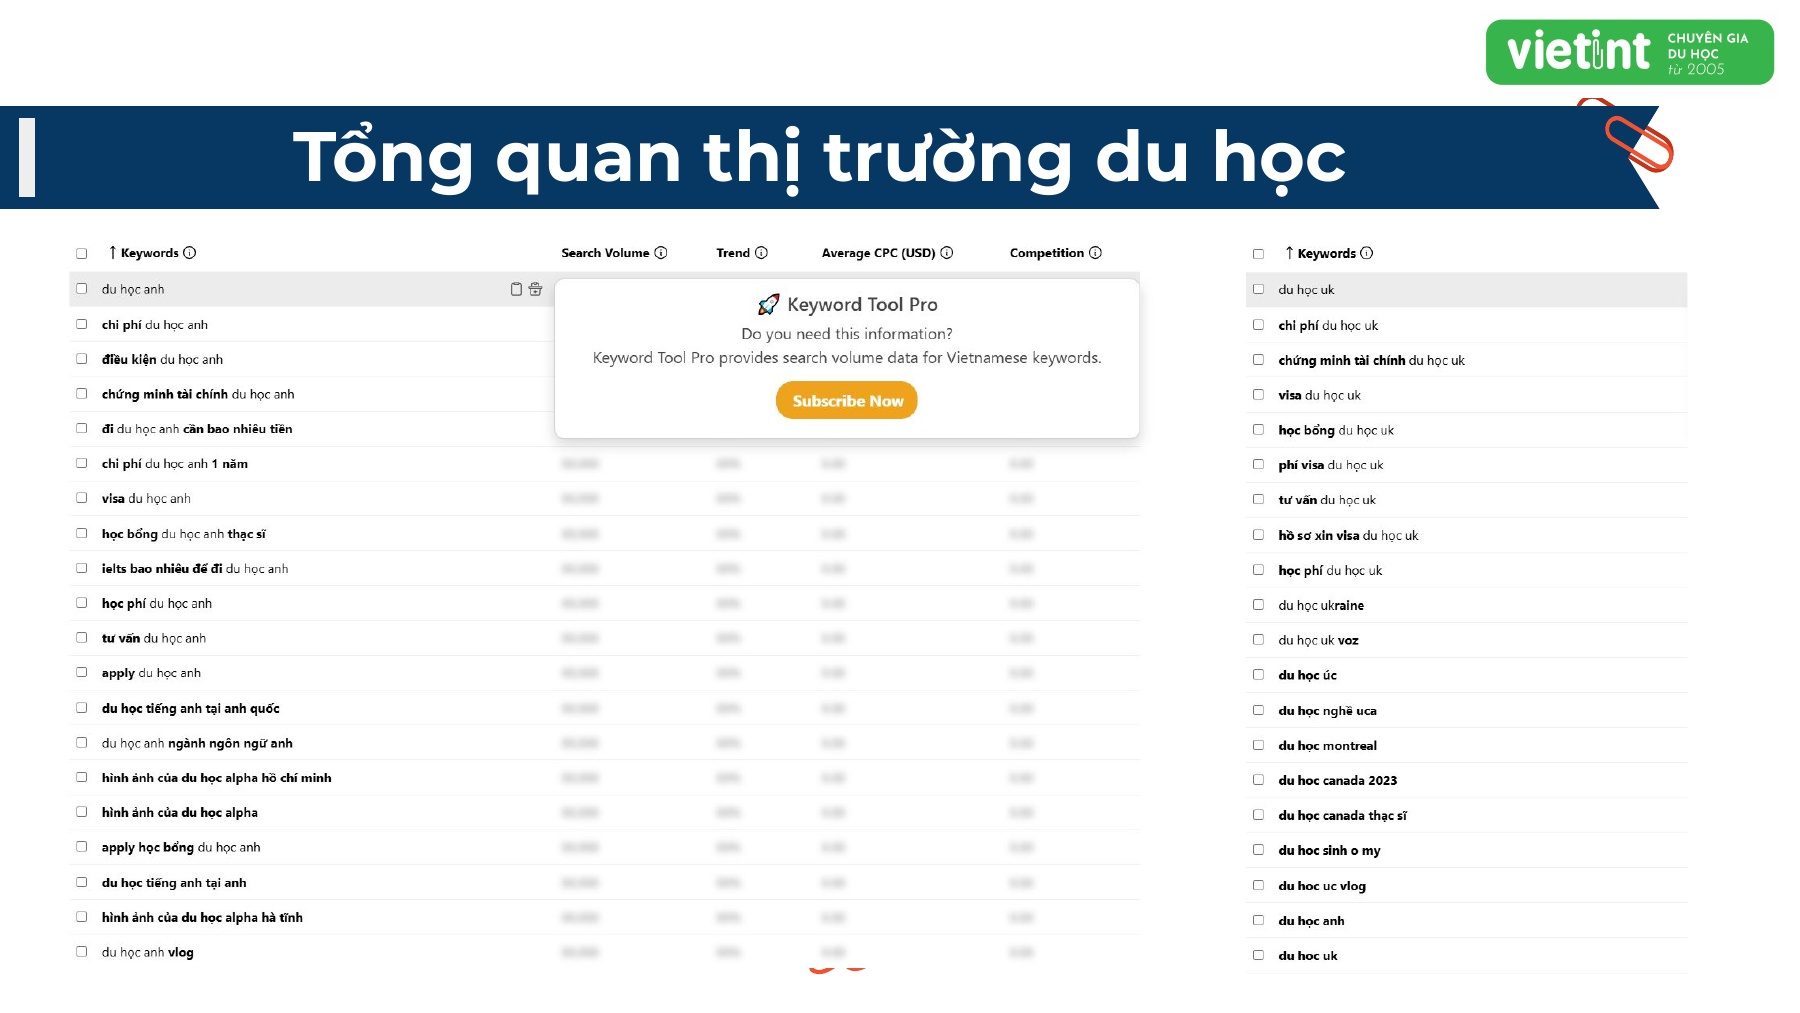 vietint
CHUYÊN GIA
DU HỌC
từ 2005
Tổng quan thị trường du học
↑ Keywords Search Volume Trend Average CPC (USD) Competition
du học anh
chi phí du học anh
điều kiện du học anh
chứng minh tài chính du học anh
đi du học anh cần bao nhiêu tiền
chi phí du học anh 1 năm
visa du học anh
học bổng du học anh thạc sĩ
ielts bao nhiêu để đi du học anh
học phí du học anh
tư vấn du học anh
apply du học anh
du học tiếng anh tại anh quốc
du học anh ngành ngôn ngữ anh
hình ảnh của du học alpha hồ chí minh
hình ảnh của du học alpha
apply học bổng du học anh
du học tiếng anh tại anh
hình ảnh của du học alpha hà tĩnh
du học anh vlog
Keyword Tool Pro
Do you need this information?
Keyword Tool Pro provides search volume data for Vietnamese keywords.
Subscribe Now
↑ Keywords
du học uk
chi phí du học uk
chứng minh tài chính du học uk
visa du học uk
học bổng du học uk
phí visa du học uk
tư vấn du học uk
hồ sơ xin visa du học uk
học phí du học uk
du học ukraine
du học uk voz
du học úc
du học nghề uca
du học montreal
du hoc canada 2023
du học canada thạc sĩ
du hoc sinh o my
du hoc uc vlog
du học anh
du hoc uk